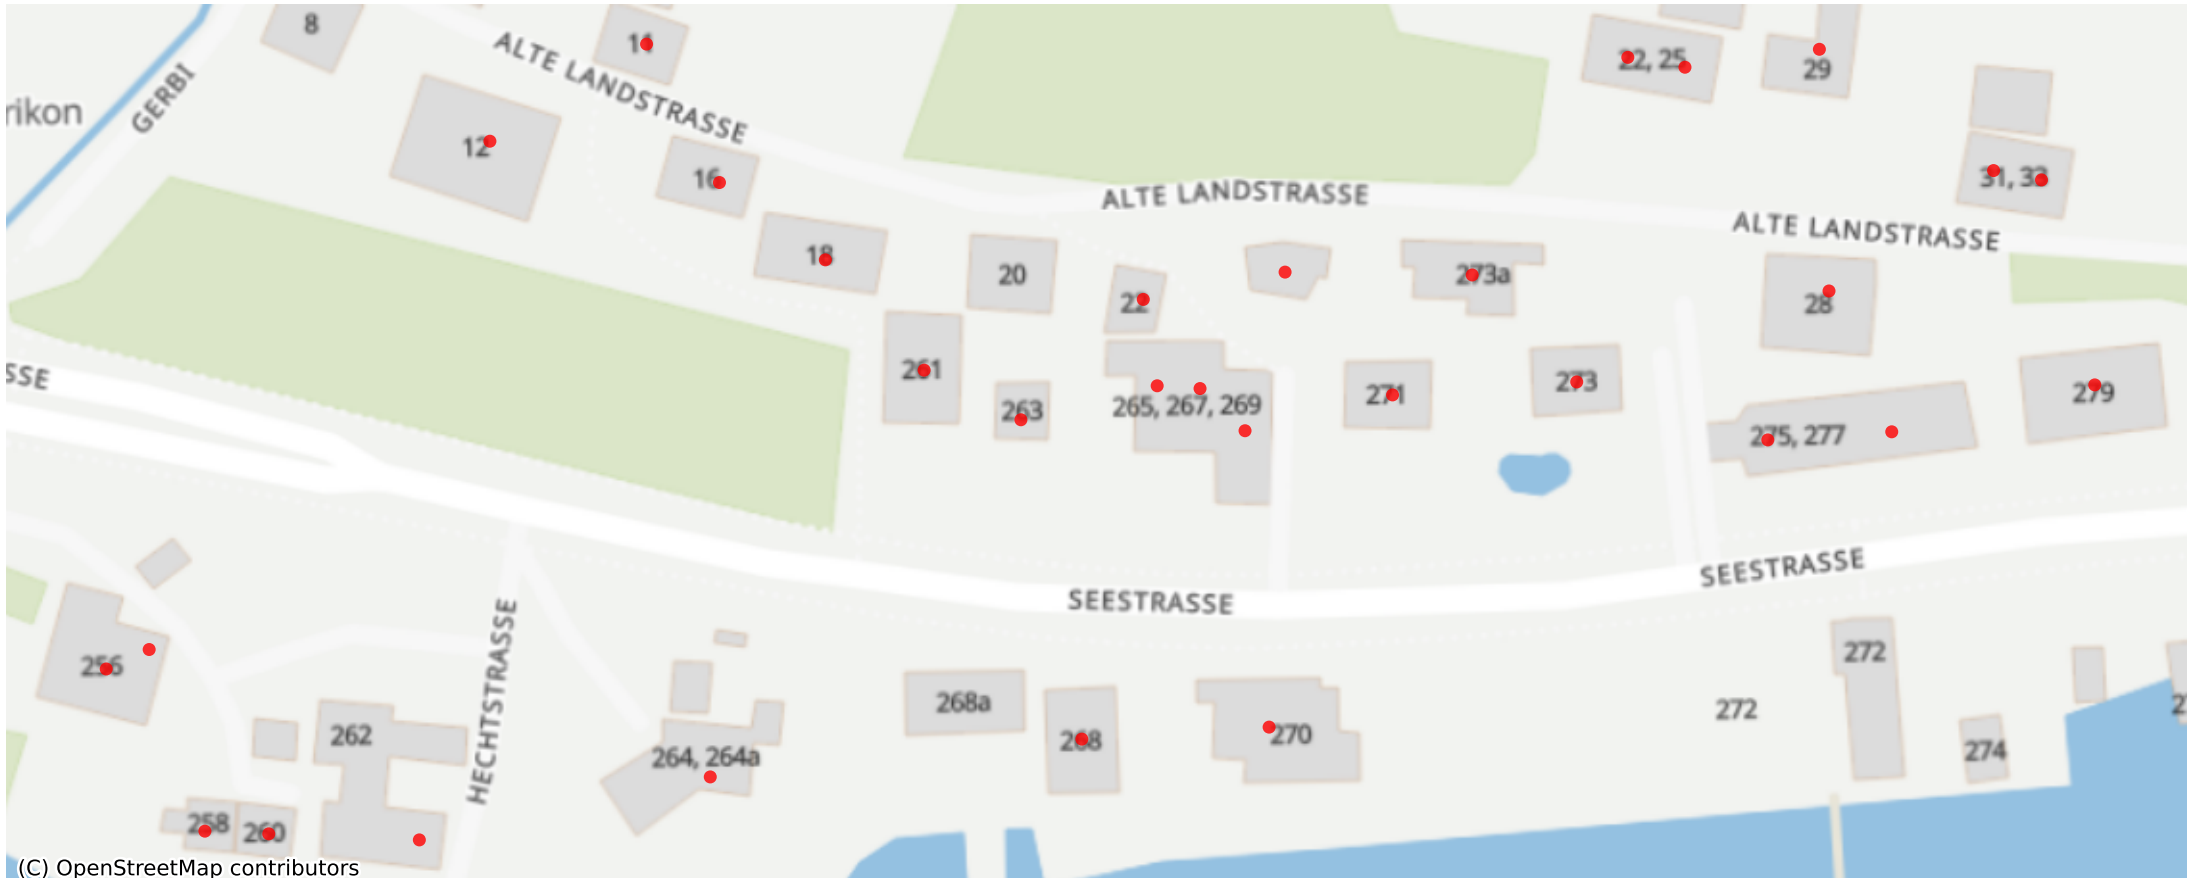 8
14
ALTE LANDSTRASSE
22, 25
29
GERBI
rikon
12
16
31, 33
ALTE LANDSTRASSE
ALTE LANDSTRASSE
18
20
22
273a
28
SSE
261
263
265, 267, 269
271
273
279
275, 277
SEESTRASSE
SEESTRASSE
HECHTSTRASSE
256
272
262
268a
272
264, 264a
268
270
274
258
260
(C) OpenStreetMap contributors